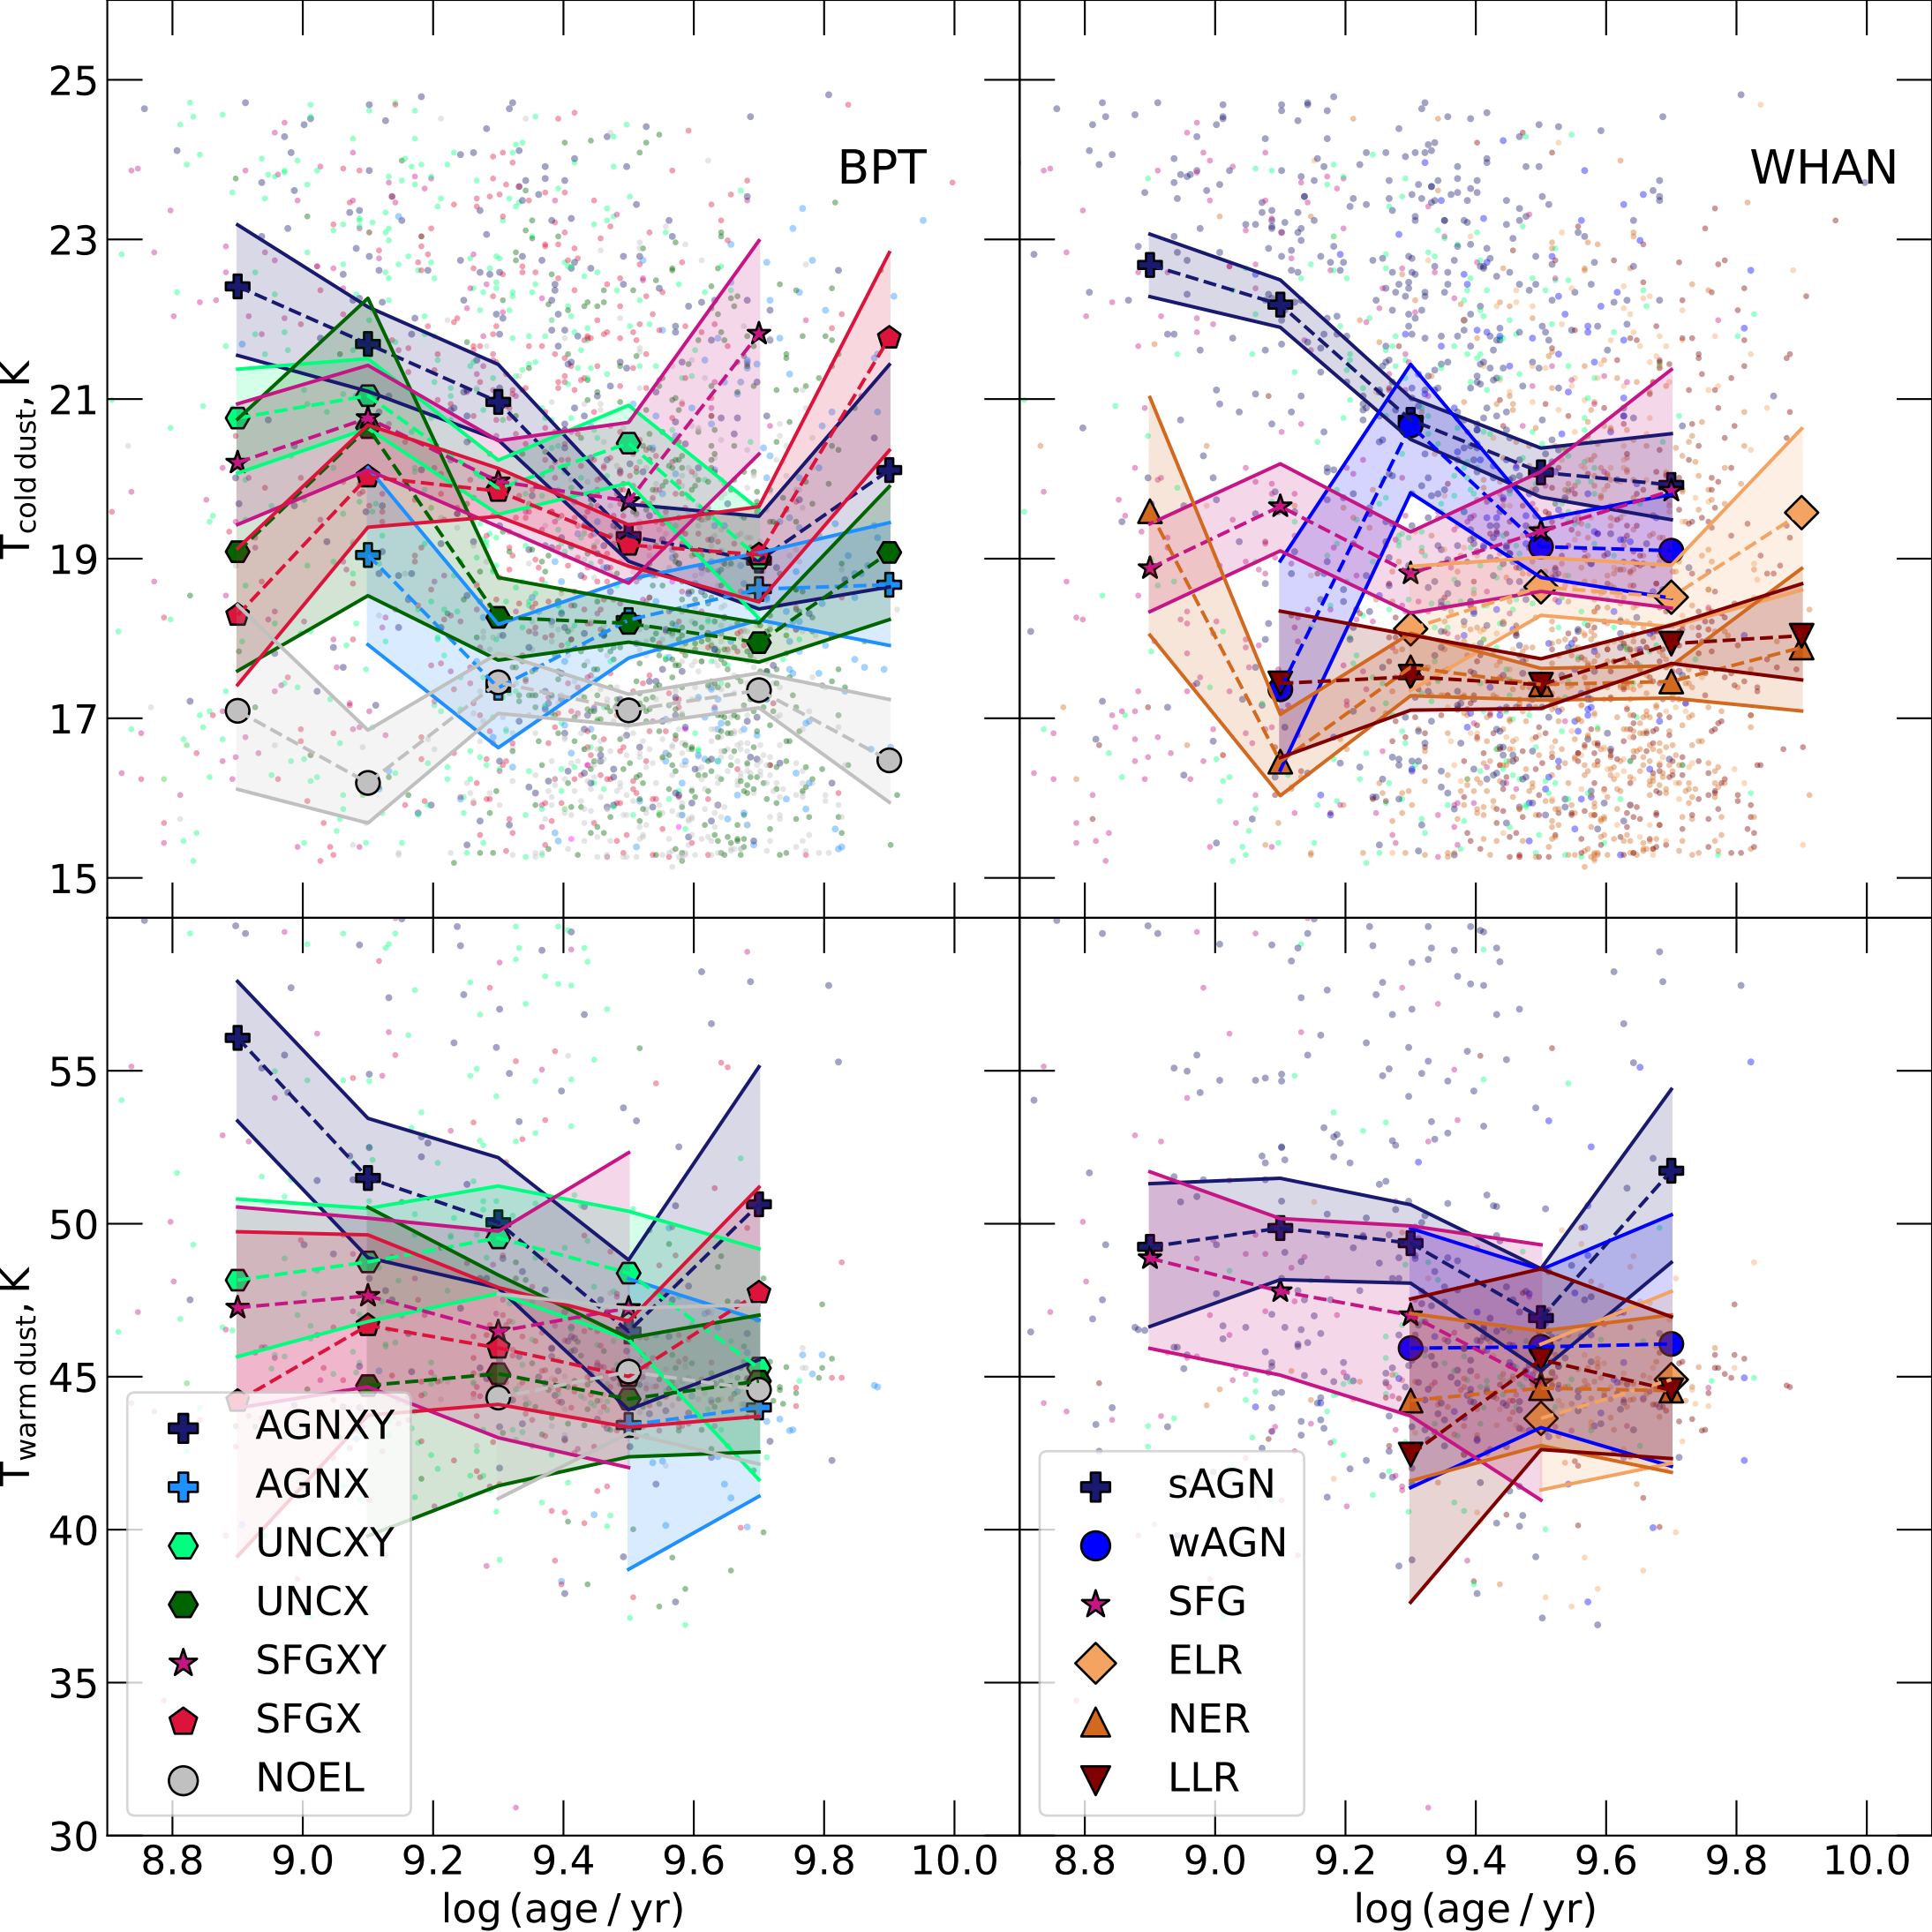 BPT
WHAN
T cold dust, K
25
23
21
19
17
15
T warm dust, K
55
50
45
40
35
30
AGNXY
AGNX
UNCXY
UNCX
SFGXY
SFGX
NOEL
sAGN
wAGN
SFG
ELR
NER
LLR
8.8 9.0 9.2 9.4 9.6 9.8 10.0
8.8 9.0 9.2 9.4 9.6 9.8 10.0
log (age / yr)
log (age / yr)